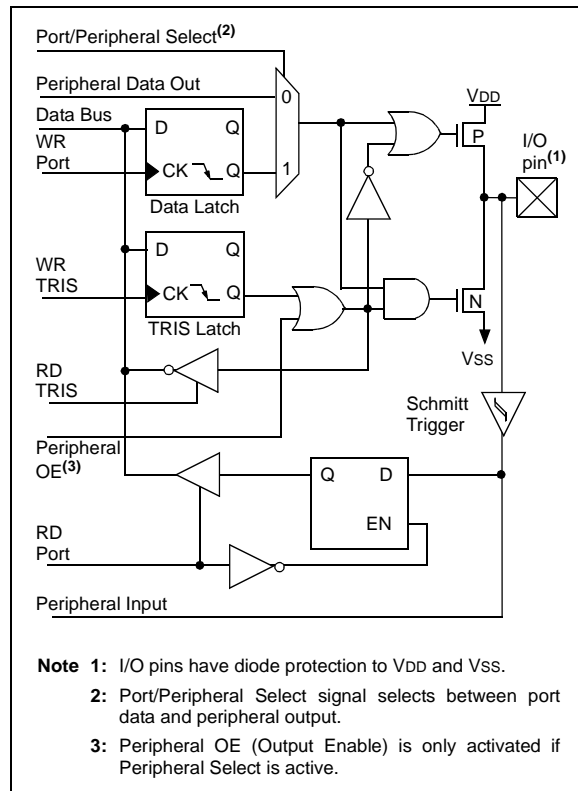 Port/Peripheral Select(2)
Peripheral Data Out
0
VDD
Data Bus
D
Q
P
I/O
pin(1)
WR
Port
CK
Q
1
Data Latch
D
Q
WR
TRIS
CK
Q
N
TRIS Latch
VSS
RD
TRIS
Schmitt
Trigger
Peripheral
OE(3)
Q
D
EN
RD
Port
Peripheral Input
Note 1: I/O pins have diode protection to VDD and VSS.
2: Port/Peripheral Select signal selects between port
data and peripheral output.
3: Peripheral OE (Output Enable) is only activated if
Peripheral Select is active.